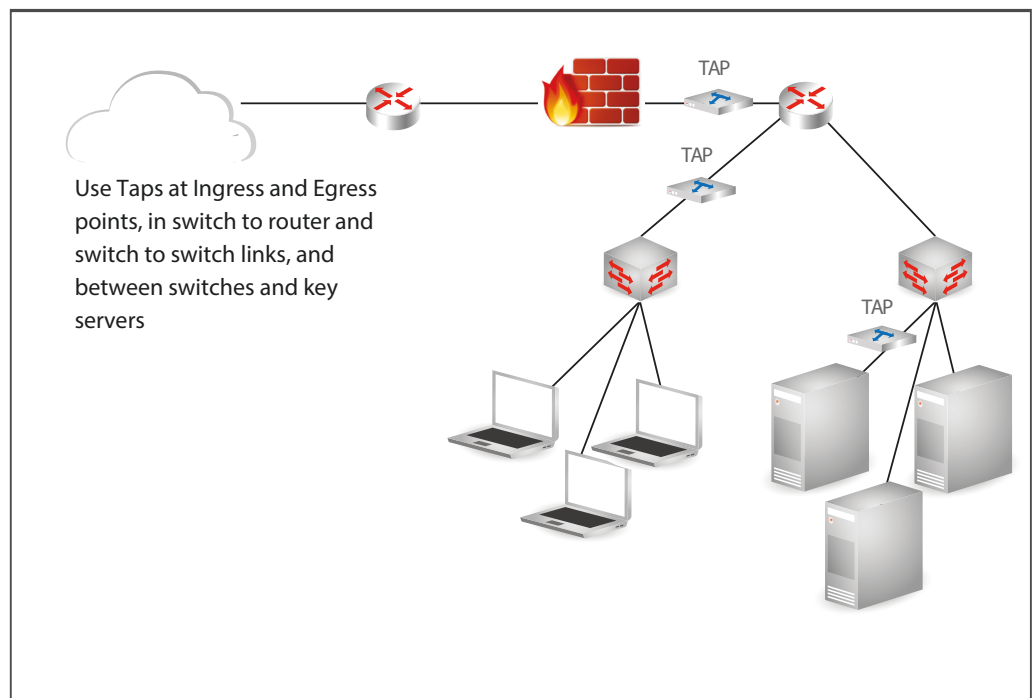 TAP
TAP
Use Taps at Ingress and Egress
points, in switch to router and
switch to switch links, and
between switches and key
servers
TAP